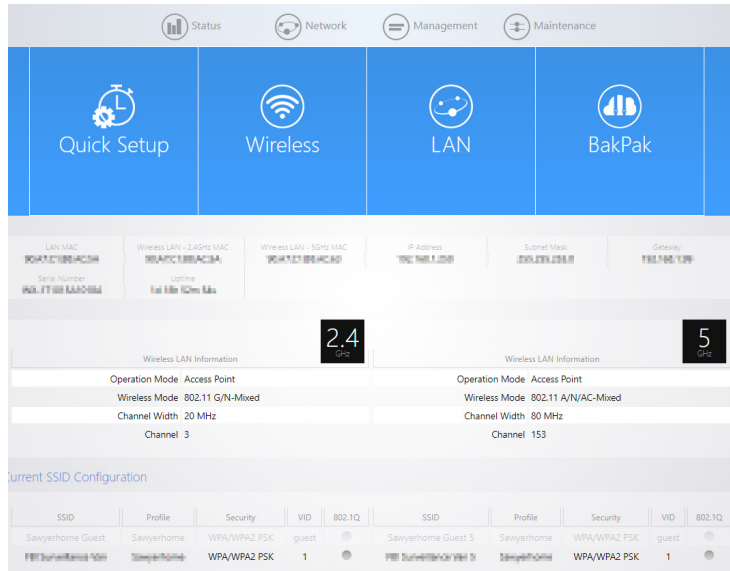 Status Network Management Maintenance
Quick Setup Wireless LAN BakPak
LAN MAC Wireless LAN - 2.4GHz MAC Wireless LAN - 5GHz MAC IP Address Subnet Mask Gateway
Serial Number Uptime
2.4 5
GHz GHz
Wireless LAN Information Wireless LAN Information
Operation Mode Access Point Operation Mode Access Point
Wireless Mode 802.11 G/N-Mixed Wireless Mode 802.11 A/N/AC-Mixed
Channel Width 20 MHz Channel Width 80 MHz
Channel 3 Channel 153
Current SSID Configuration
SSID Profile Security VID 802.1Q SSID Profile Security VID 802.1Q
Sawyerhome Guest Sawyerhome WPA/WPA2 PSK guest Sawyerhome Guest 5 Sawyerhome WPA/WPA2 PSK guest
WPA/WPA2 PSK 1 WPA/WPA2 PSK 1